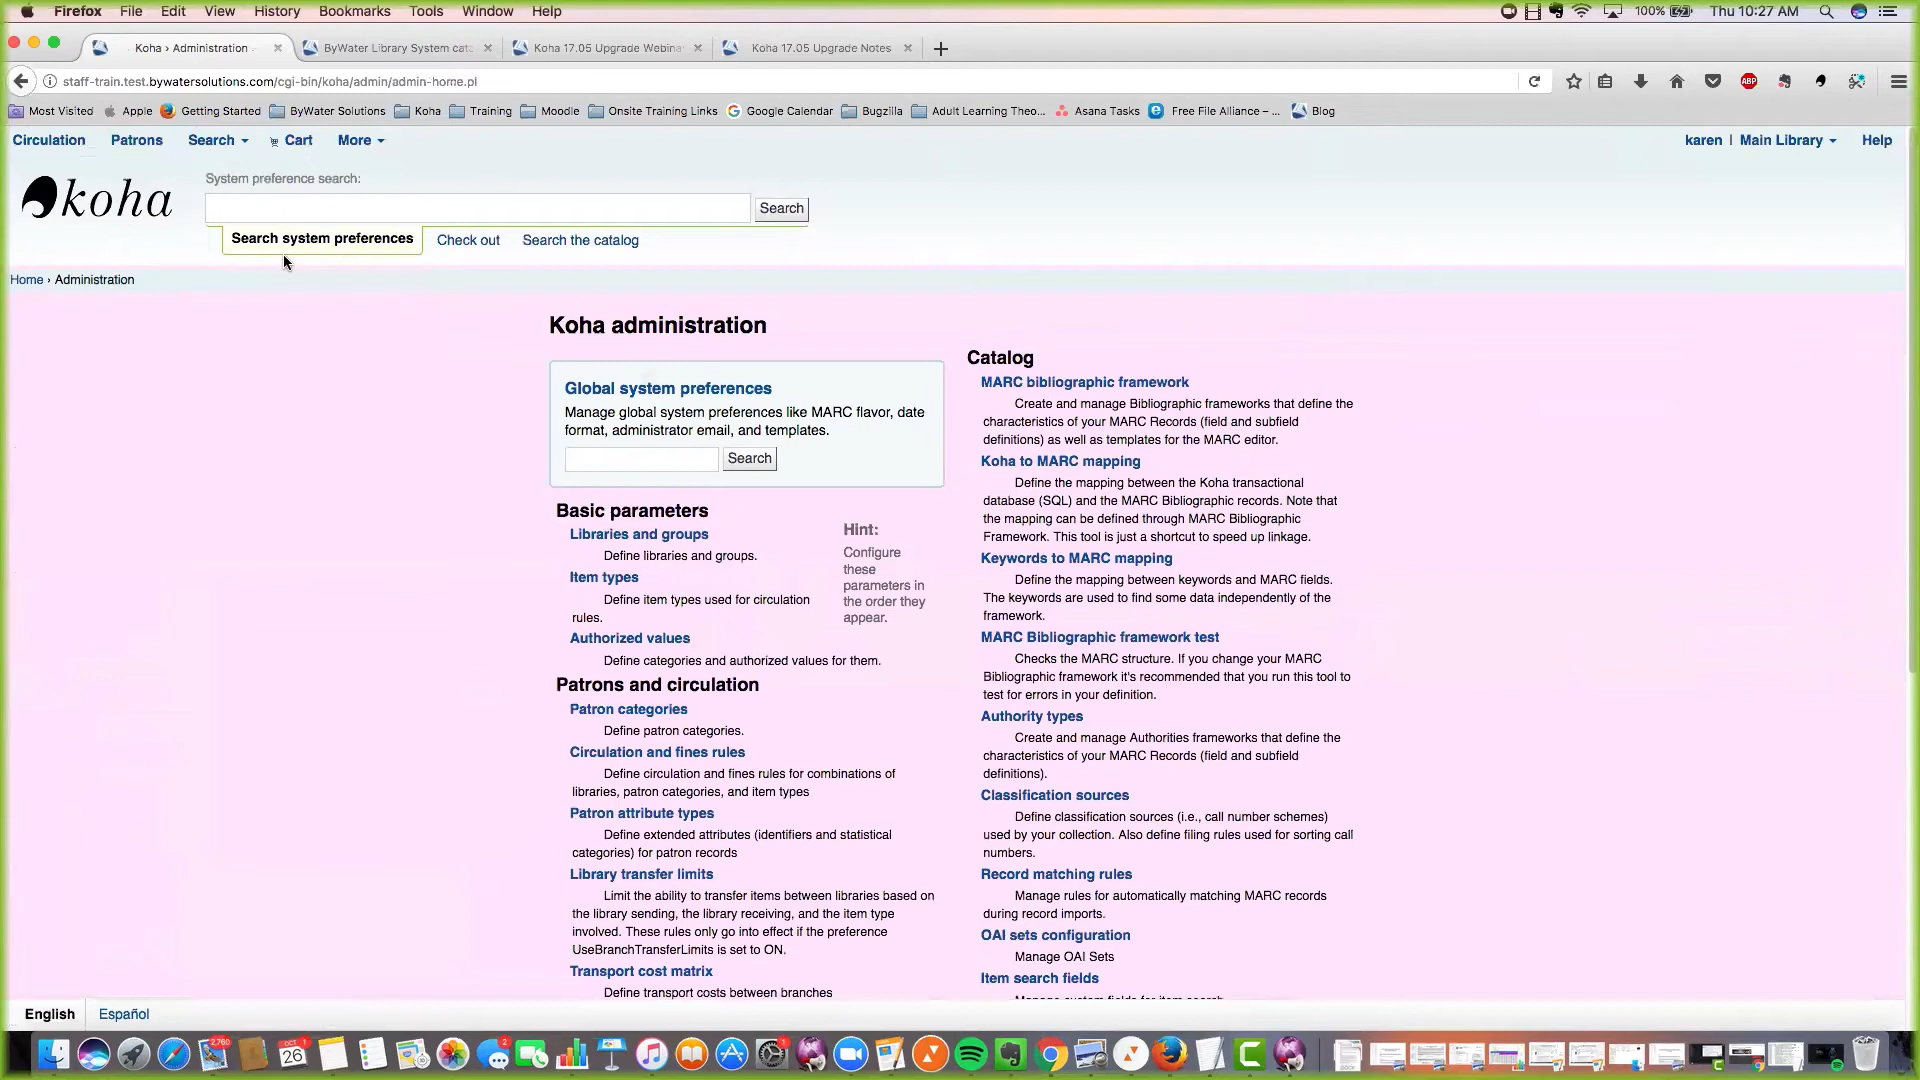 Firefox File Edit View History Bookmarks Tools Window Help 100% Thu 10:27 AM
Koha › Administration ByWater Library System cat Koha 17.05 Upgrade Webina Koha 17.05 Upgrade Notes
staff-train.test.bywatersolutions.com/cgi-bin/koha/admin/admin-home.pl ABP
Most Visited Apple Getting Started ByWater Solutions Koha Training Moodle Onsite Training Links Google Calendar Bugzilla Adult Learning Theo... Asana Tasks Free File Alliance – ... Blog
Circulation Patrons Search Cart More karen | Main Library Help
koha
System preference search:
Search
Search system preferences Check out Search the catalog
Home › Administration
Koha administration
Global system preferences
Manage global system preferences like MARC flavor, date
format, administrator email, and templates.
Search
Basic parameters
Libraries and groups
Define libraries and groups.
Item types
Define item types used for circulation
rules.
Authorized values
Define categories and authorized values for them.
Hint:
Configure
these
parameters in
the order they
appear.
Patrons and circulation
Patron categories
Define patron categories.
Circulation and fines rules
Define circulation and fines rules for combinations of
libraries, patron categories, and item types
Patron attribute types
Define extended attributes (identifiers and statistical
categories) for patron records
Library transfer limits
Limit the ability to transfer items between libraries based on
the library sending, the library receiving, and the item type
involved. These rules only go into effect if the preference
UseBranchTransferLimits is set to ON.
Transport cost matrix
Define transport costs between branches
Catalog
MARC bibliographic framework
Create and manage Bibliographic frameworks that define the
characteristics of your MARC Records (field and subfield
definitions) as well as templates for the MARC editor.
Koha to MARC mapping
Define the mapping between the Koha transactional
database (SQL) and the MARC Bibliographic records. Note that
the mapping can be defined through MARC Bibliographic
Framework. This tool is just a shortcut to speed up linkage.
Keywords to MARC mapping
Define the mapping between keywords and MARC fields.
The keywords are used to find some data independently of the
framework.
MARC Bibliographic framework test
Checks the MARC structure. If you change your MARC
Bibliographic framework it's recommended that you run this tool to
test for errors in your definition.
Authority types
Create and manage Authorities frameworks that define the
characteristics of your MARC Records (field and subfield
definitions).
Classification sources
Define classification sources (i.e., call number schemes)
used by your collection. Also define filing rules used for sorting call
numbers.
Record matching rules
Manage rules for automatically matching MARC records
during record imports.
OAI sets configuration
Manage OAI Sets
Item search fields
Manage custom fields for item search
English Español
2,760 OCT 26 2 1